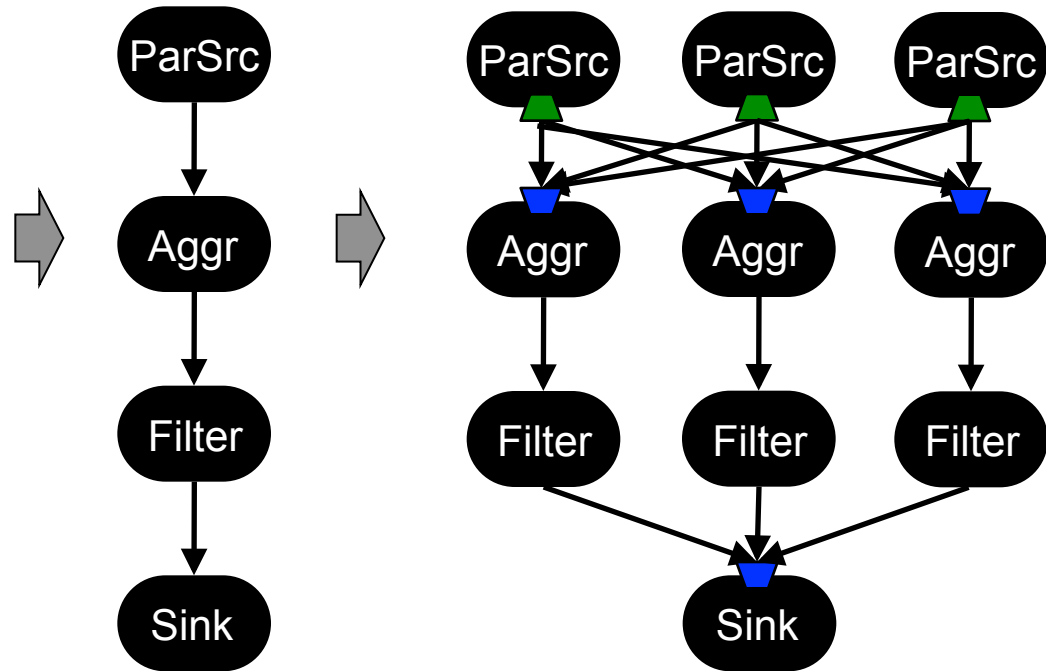 ParSrc
Aggr
Filter
Sink
ParSrc ParSrc ParSrc
Aggr Aggr Aggr
Filter Filter Filter
Sink